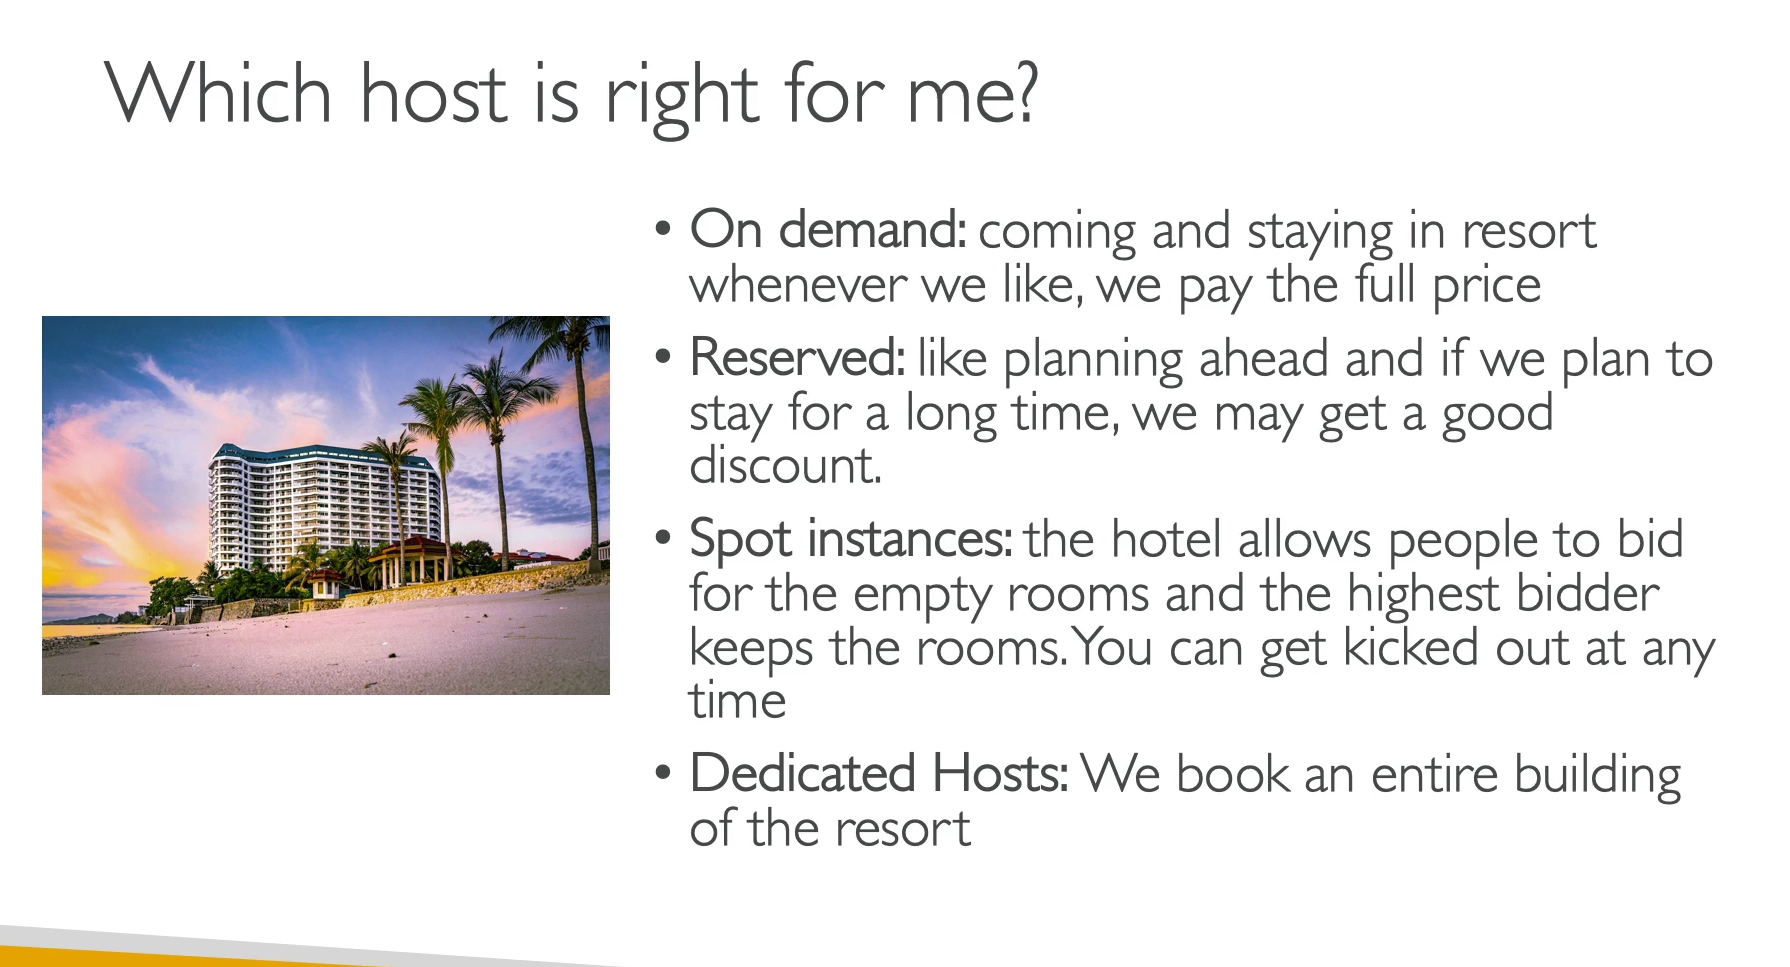 Which host is right for me?
• On demand: coming and staying in resort
whenever we like, we pay the full price
• Reserved: like planning ahead and if we plan to
stay for a long time, we may get a good
discount.
• Spot instances: the hotel allows people to bid
for the empty rooms and the highest bidder
keeps the rooms. You can get kicked out at any
time
• Dedicated Hosts: We book an entire building
of the resort